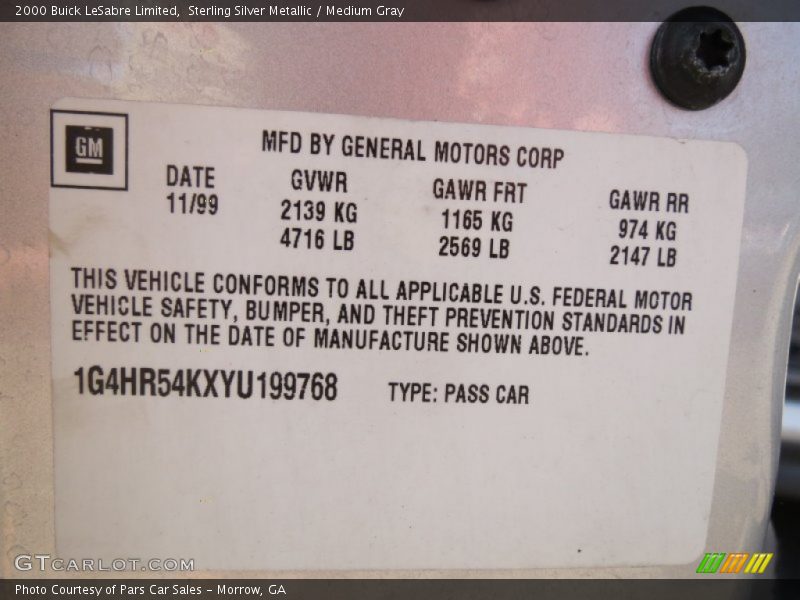 2000 Buick LeSabre Limited, Sterling Silver Metallic / Medium Gray
GM
MFD BY GENERAL MOTORS CORP
DATE GVWR GAWR FRT GAWR RR
11/99 2139 KG 1165 KG 974 KG
4716 LB 2569 LB 2147 LB
THIS VEHICLE CONFORMS TO ALL APPLICABLE U.S. FEDERAL MOTOR
VEHICLE SAFETY, BUMPER, AND THEFT PREVENTION STANDARDS IN
EFFECT ON THE DATE OF MANUFACTURE SHOWN ABOVE.
1G4HR54KXYU199768 TYPE: PASS CAR
GTCARLOT.COM
Photo Courtesy of Pars Car Sales - Morrow, GA